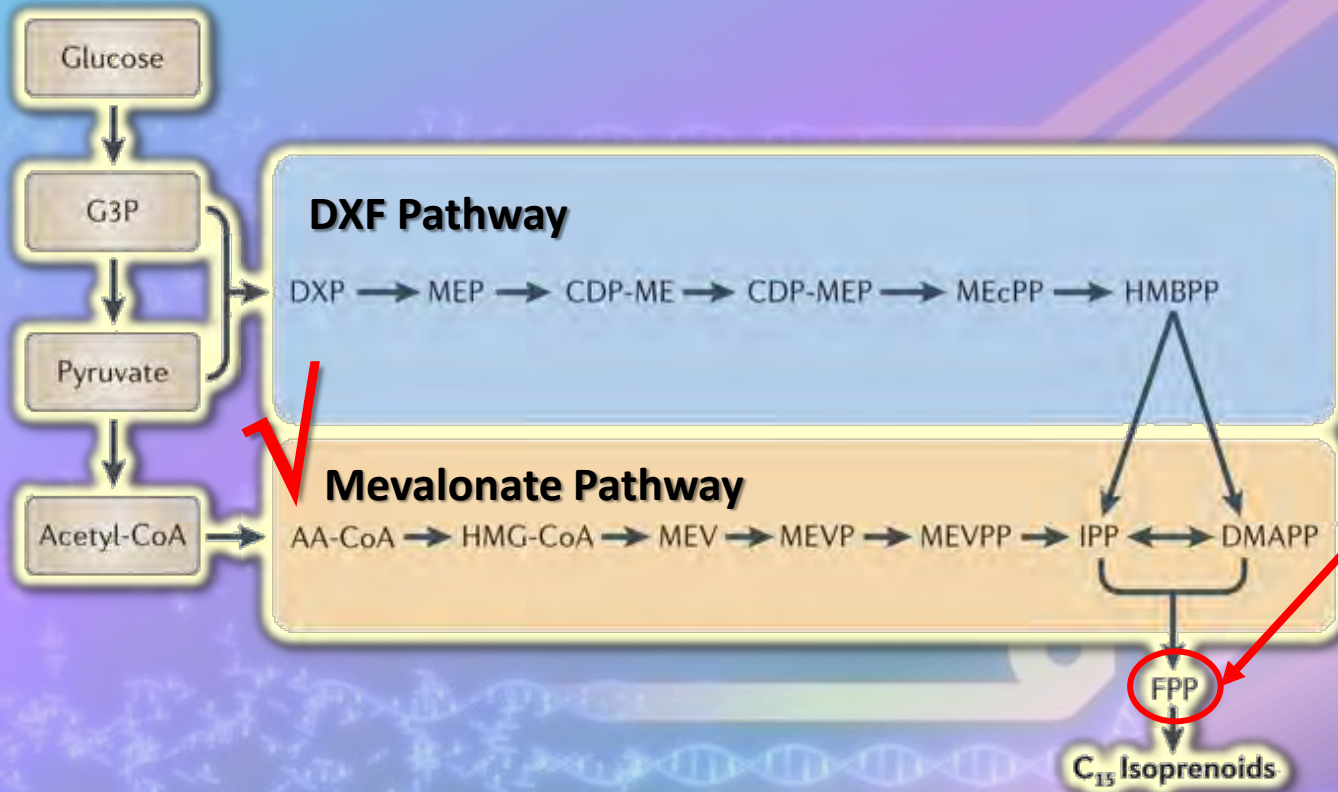 Glucose
G3P
Pyruvate
Acetyl-CoA
DXF Pathway
DXP → MEP → CDP-ME → CDP-MEP → MEcPP → HMBPP
Mevalonate Pathway
AA-CoA → HMG-CoA → MEV → MEVP → MEVPP → IPP ↔ DMAPP
FPP
C₁₅ Isoprenoids